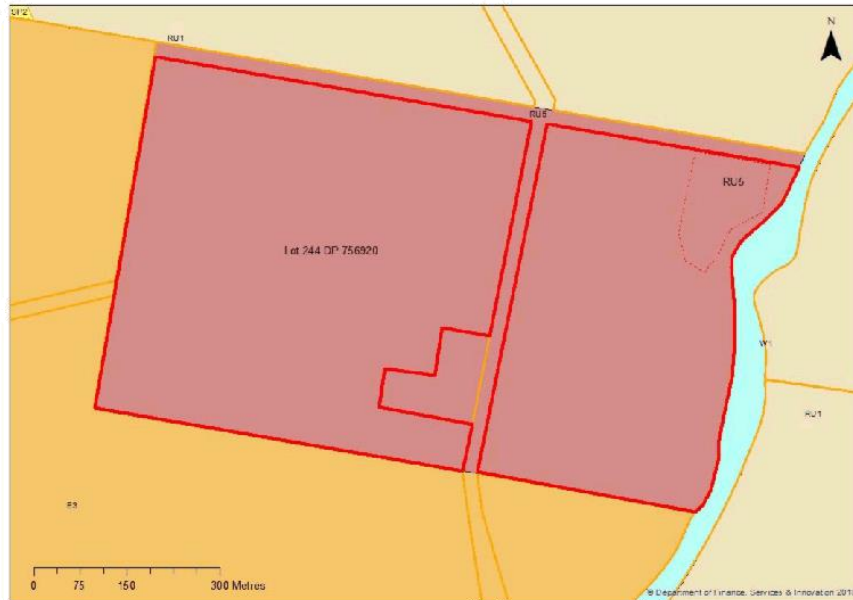 SP2
RU1
N
RU5
RU5
Lot 244 DP 756920
W1
RU1
E3
0 75 150 300 Metres
© Department of Finance, Services & Innovation 201